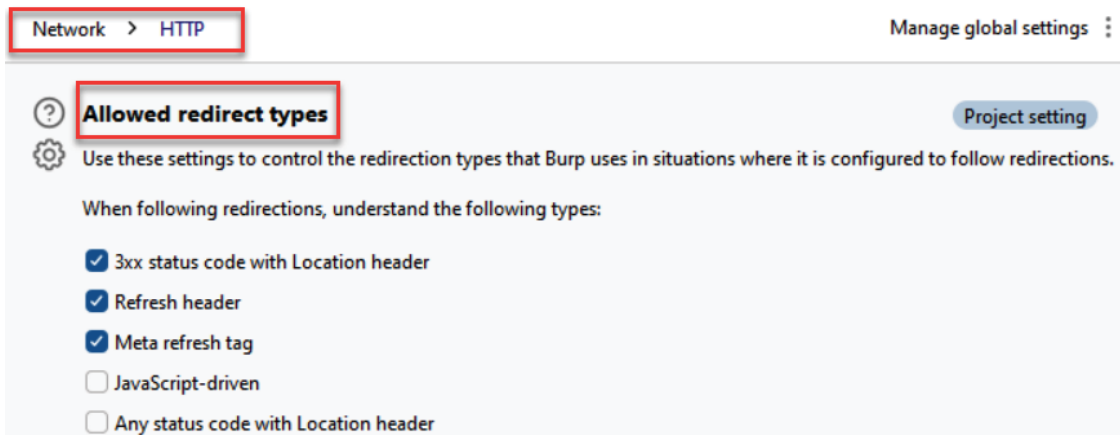 Network > HTTP
Manage global settings
Allowed redirect types
Project setting
Use these settings to control the redirection types that Burp uses in situations where it is configured to follow redirections.
When following redirections, understand the following types:
3xx status code with Location header
Refresh header
Meta refresh tag
JavaScript-driven
Any status code with Location header